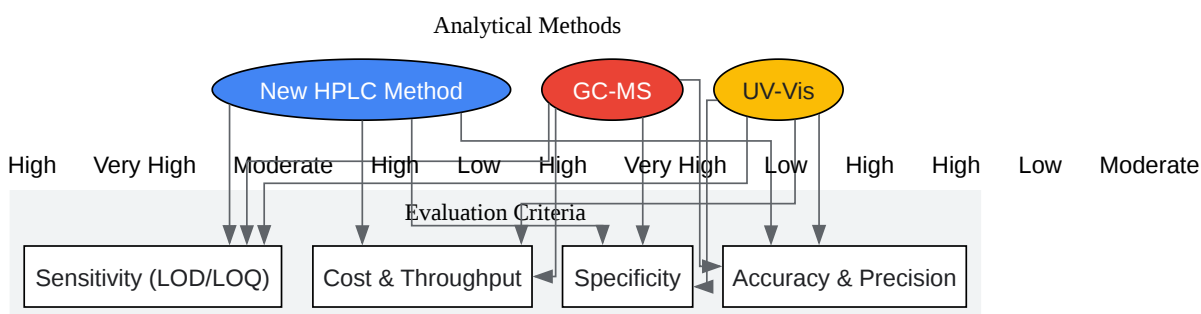 Analytical Methods
New HPLC Method
GC-MS
UV-Vis
High
Very High
Moderate
High
Low
High
Very High
Low
High
High
Low
Moderate
Evaluation Criteria
Sensitivity (LOD/LOQ)
Cost & Throughput
Specificity
Accuracy & Precision